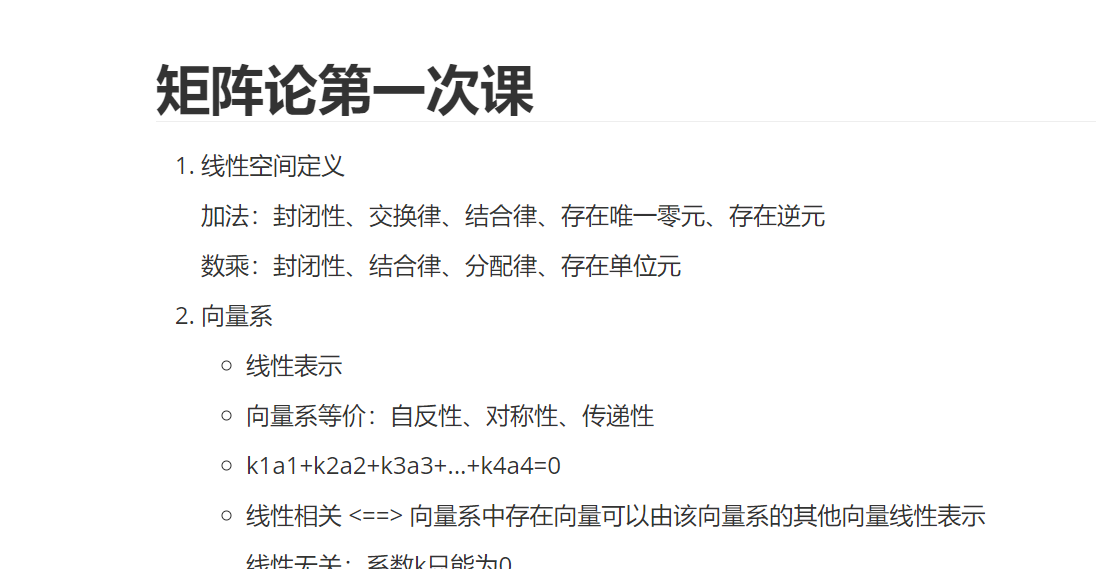 矩阵论第一次课
1. 线性空间定义
加法：封闭性、交换律、结合律、存在唯一零元、存在逆元
数乘：封闭性、结合律、分配律、存在单位元
2. 向量系
○ 线性表示
○ 向量系等价：自反性、对称性、传递性
○ k1a1+k2a2+k3a3+...+k4a4=0
○ 线性相关 <==> 向量系中存在向量可以由该向量系的其他向量线性表示
线性无关：系数k只能为0